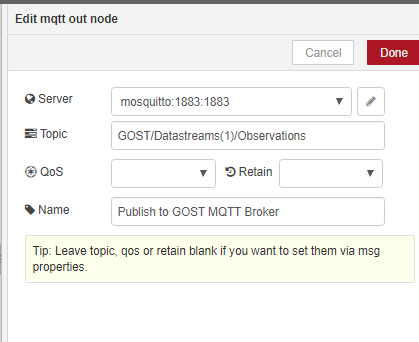 Edit mqtt out node
Cancel Done
Server mosquitto:1883:1883
Topic GOST/Datastreams(1)/Observations
QoS Retain
Name Publish to GOST MQTT Broker
Tip: Leave topic, qos or retain blank if you want to set them via msg
properties.